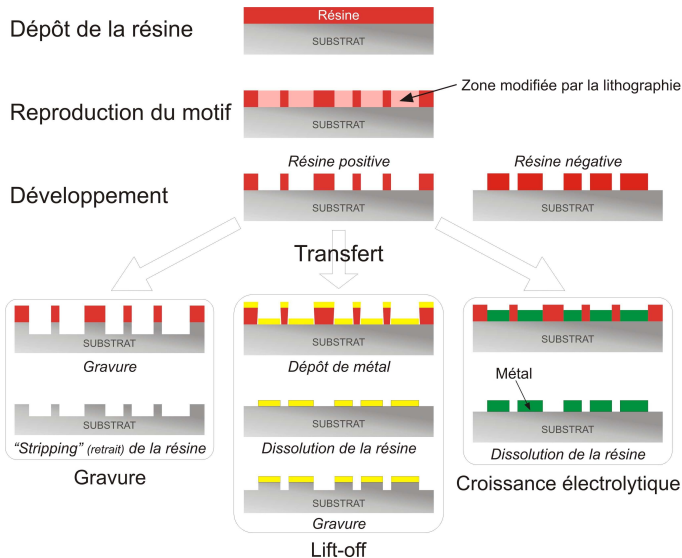 Dépôt de la résine
Résine
SUBSTRAT
Reproduction du motif
Zone modifiée par la lithographie
SUBSTRAT
Résine positive
Résine négative
Développement
SUBSTRAT
SUBSTRAT
Transfert
SUBSTRAT
Gravure
SUBSTRAT
“Stripping” (retrait) de la résine
Gravure
SUBSTRAT
Dépôt de métal
SUBSTRAT
Dissolution de la résine
SUBSTRAT
Gravure
Lift-off
SUBSTRAT
Métal
SUBSTRAT
Dissolution de la résine
Croissance électrolytique